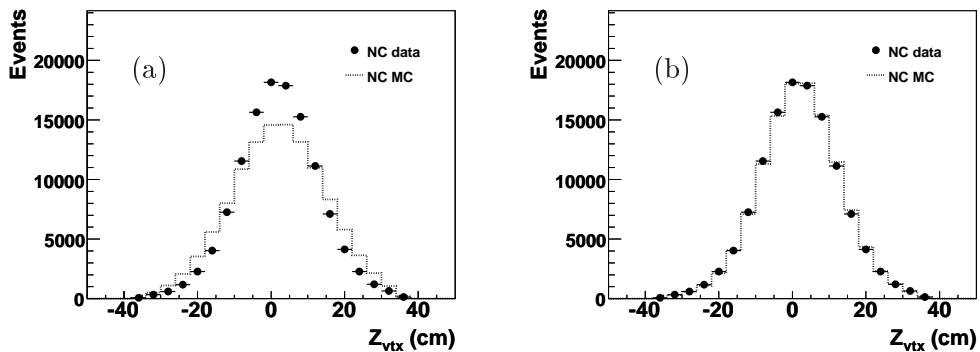 Events
20000
15000
10000
5000
0
(a)
NC data
NC MC
-40 -20 0 20 40
Zvtx (cm)
Events
20000
15000
10000
5000
0
(b)
NC data
NC MC
-40 -20 0 20 40
Zvtx (cm)